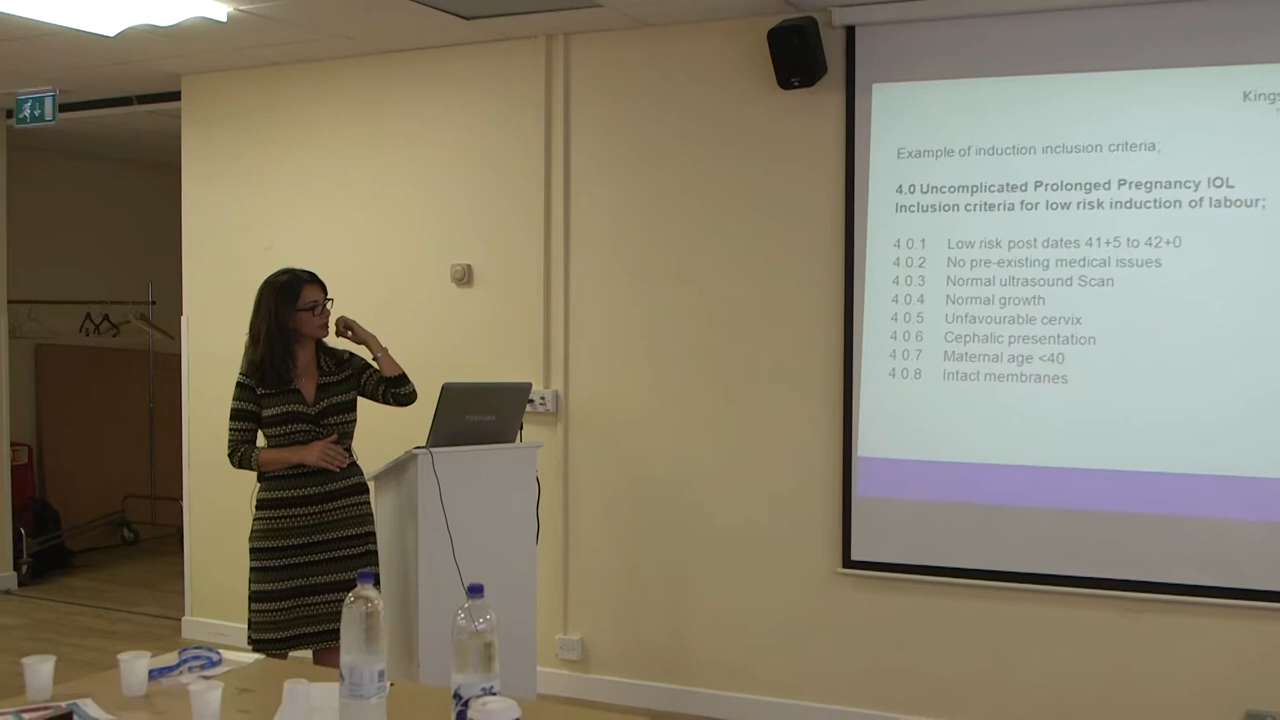 Kings
Example of induction inclusion criteria;
4.0 Uncomplicated Prolonged Pregnancy IOL
Inclusion criteria for low risk induction of labour;
4.0.1 Low risk post dates 41+5 to 42+0
4.0.2 No pre-existing medical issues
4.0.3 Normal ultrasound Scan
4.0.4 Normal growth
4.0.5 Unfavourable cervix
4.0.6 Cephalic presentation
4.0.7 Maternal age <40
4.0.8 Intact membranes
TOSHIBA